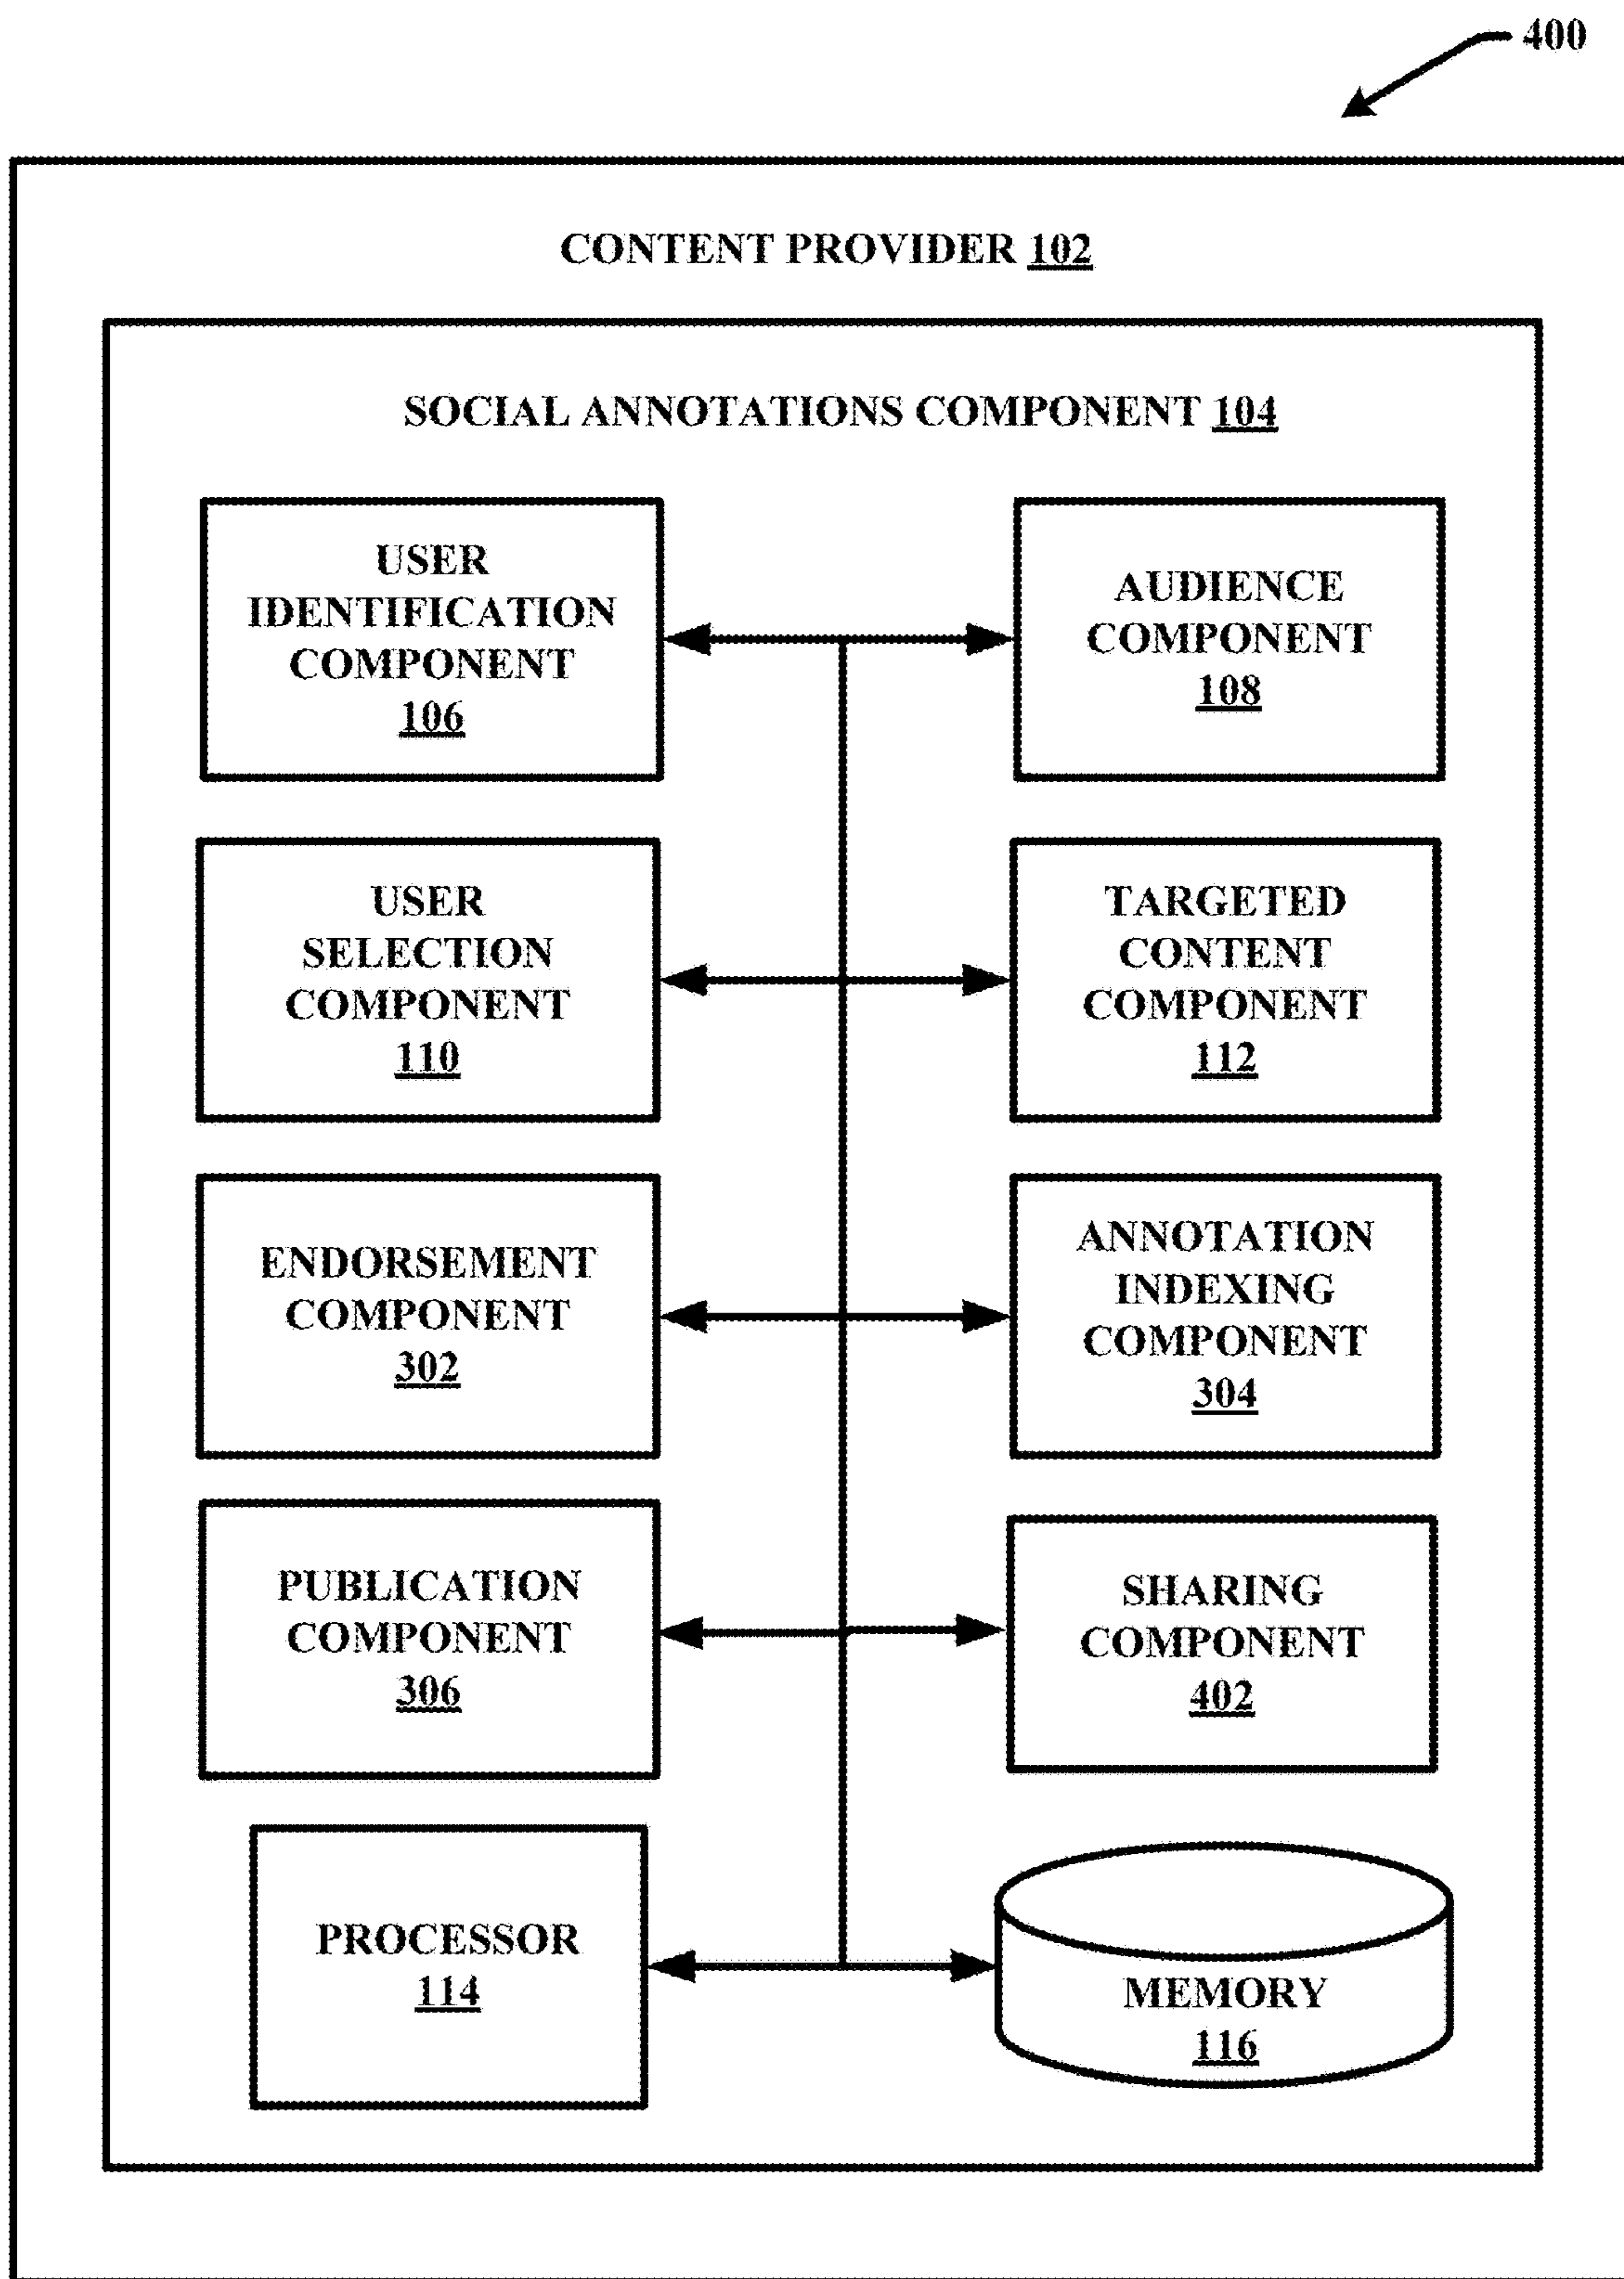 400
CONTENT PROVIDER 102
SOCIAL ANNOTATIONS COMPONENT 104
USER
IDENTIFICATION
COMPONENT
106
AUDIENCE
COMPONENT
108
USER
SELECTION
COMPONENT
110
TARGETED
CONTENT
COMPONENT
112
ENDORSEMENT
COMPONENT
302
ANNOTATION
INDEXING
COMPONENT
304
PUBLICATION
COMPONENT
306
SHARING
COMPONENT
402
PROCESSOR
114
MEMORY
116